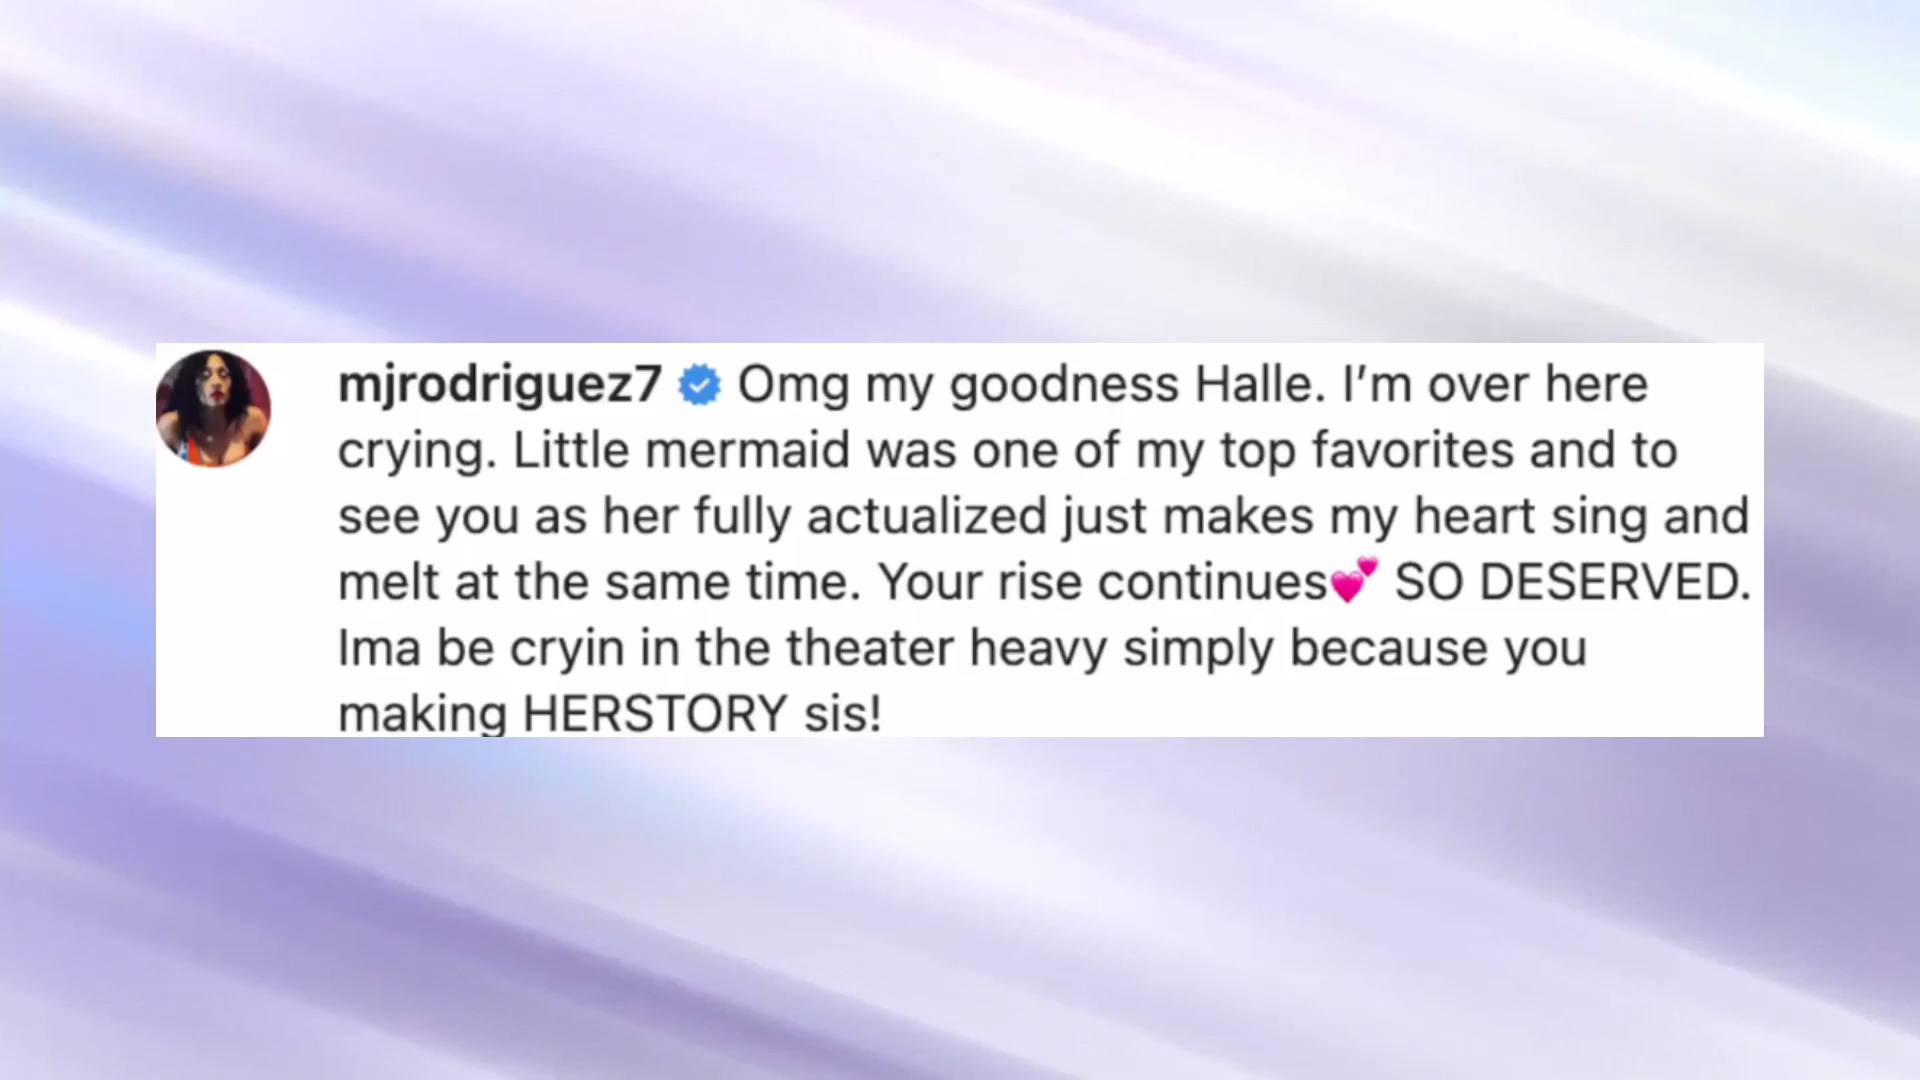 mjrodriguez7 Omg my goodness Halle. I’m over here
crying. Little mermaid was one of my top favorites and to
see you as her fully actualized just makes my heart sing and
melt at the same time. Your rise continues💕 SO DESERVED.
Ima be cryin in the theater heavy simply because you
making HERSTORY sis!